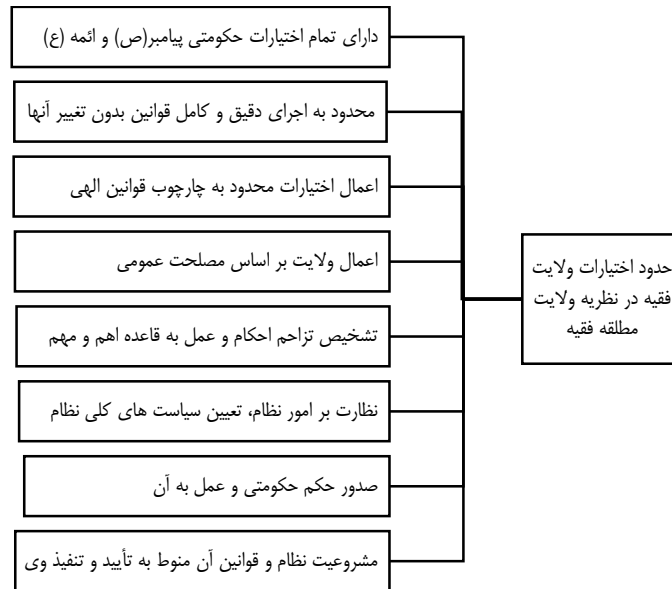 حدود اختیارات ولایت
فقیه در نظریه ولایت
مطلقه فقیه
دارای تمام اختیارات حکومتی پیامبر(ص) و ائمه (ع)
محدود به اجرای دقیق و کامل قوانین بدون تغییر آنها
اعمال اختیارات محدود به چارچوب قوانین الهی
اعمال ولایت بر اساس مصلحت عمومی
تشخیص تزاحم احکام و عمل به قاعده اهم و مهم
نظارت بر امور نظام، تعیین سیاست های کلی نظام
صدور حکم حکومتی و عمل به آن
مشروعیت نظام و قوانین آن منوط به تأیید و تنفیذ وی